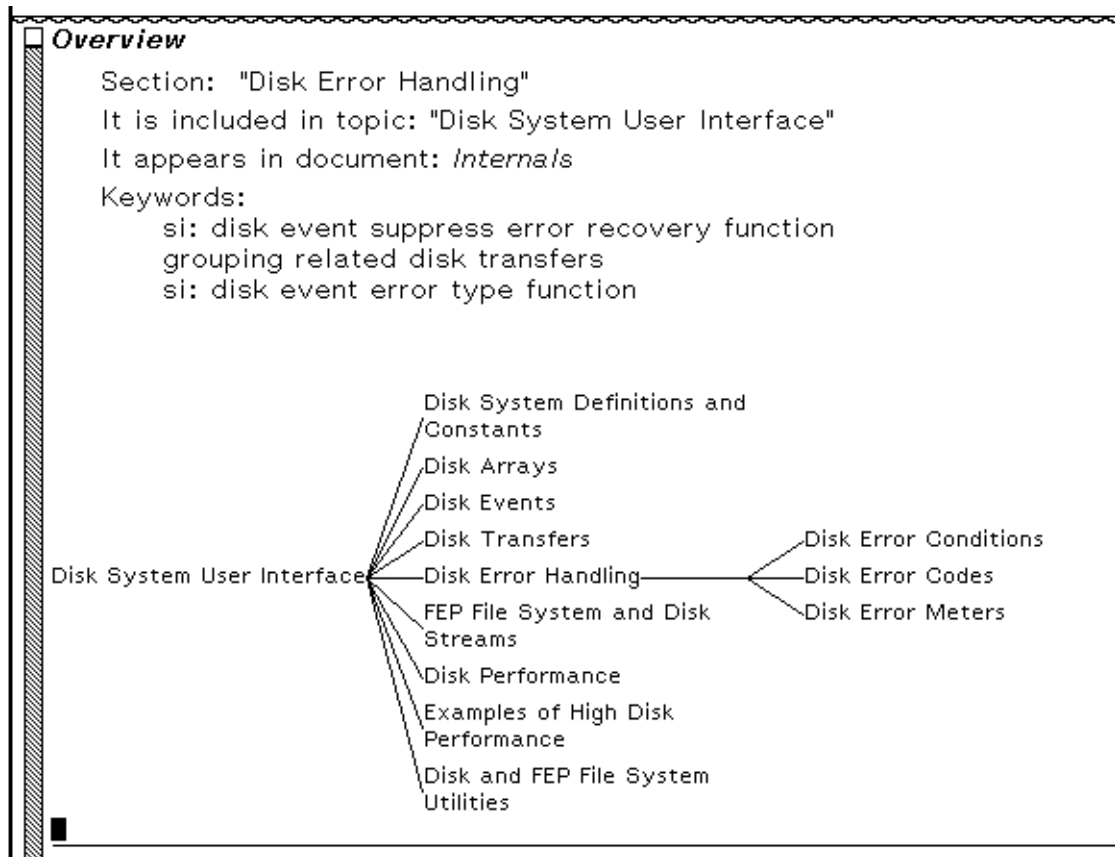 Overview
Section: "Disk Error Handling"
It is included in topic: "Disk System User Interface"
It appears in document: Internals
Keywords:
si: disk event suppress error recovery function
grouping related disk transfers
si: disk event error type function
Disk System User Interface
Disk System Definitions and
Constants
Disk Arrays
Disk Events
Disk Transfers
Disk Error Handling
FEP File System and Disk
Streams
Disk Performance
Examples of High Disk
Performance
Disk and FEP File System
Utilities
Disk Error Conditions
Disk Error Codes
Disk Error Meters